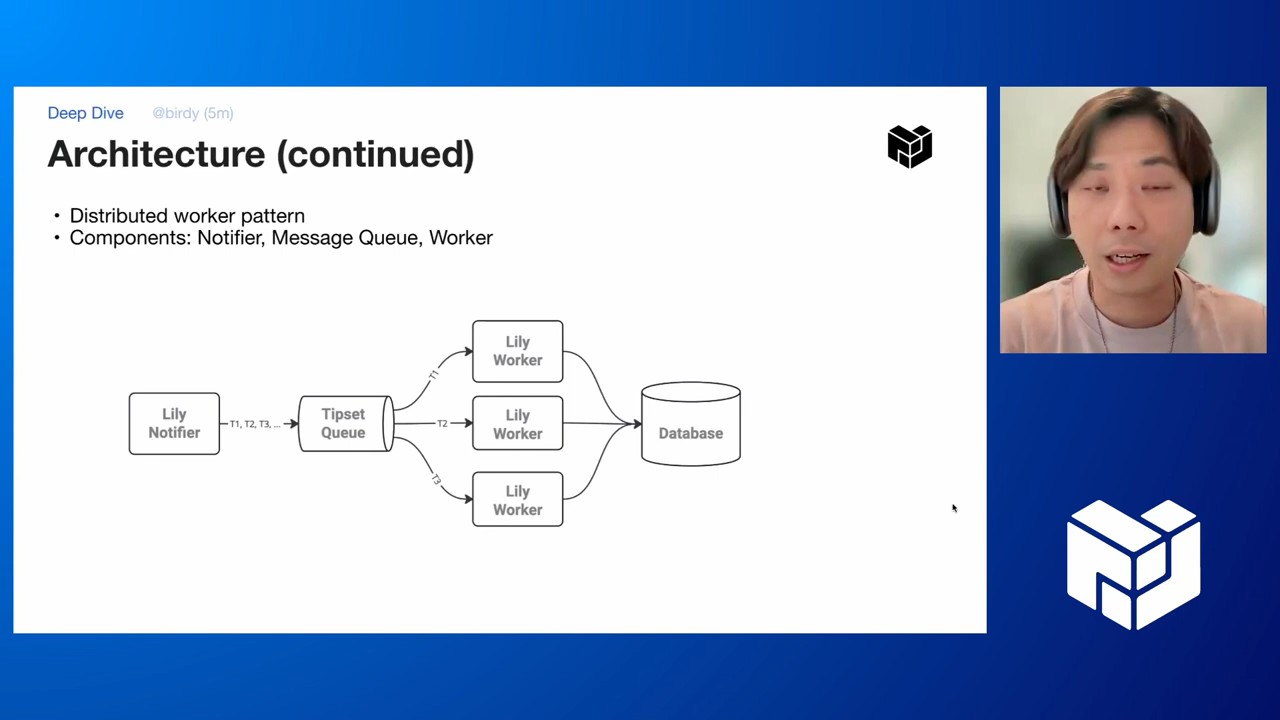 Deep Dive @birdy (5m)
Architecture (continued)
• Distributed worker pattern
• Components: Notifier, Message Queue, Worker
Lily
Notifier
T1, T2, T3, ...
Tipset
Queue
T1
T2
T3
Lily
Worker
Lily
Worker
Lily
Worker
Database